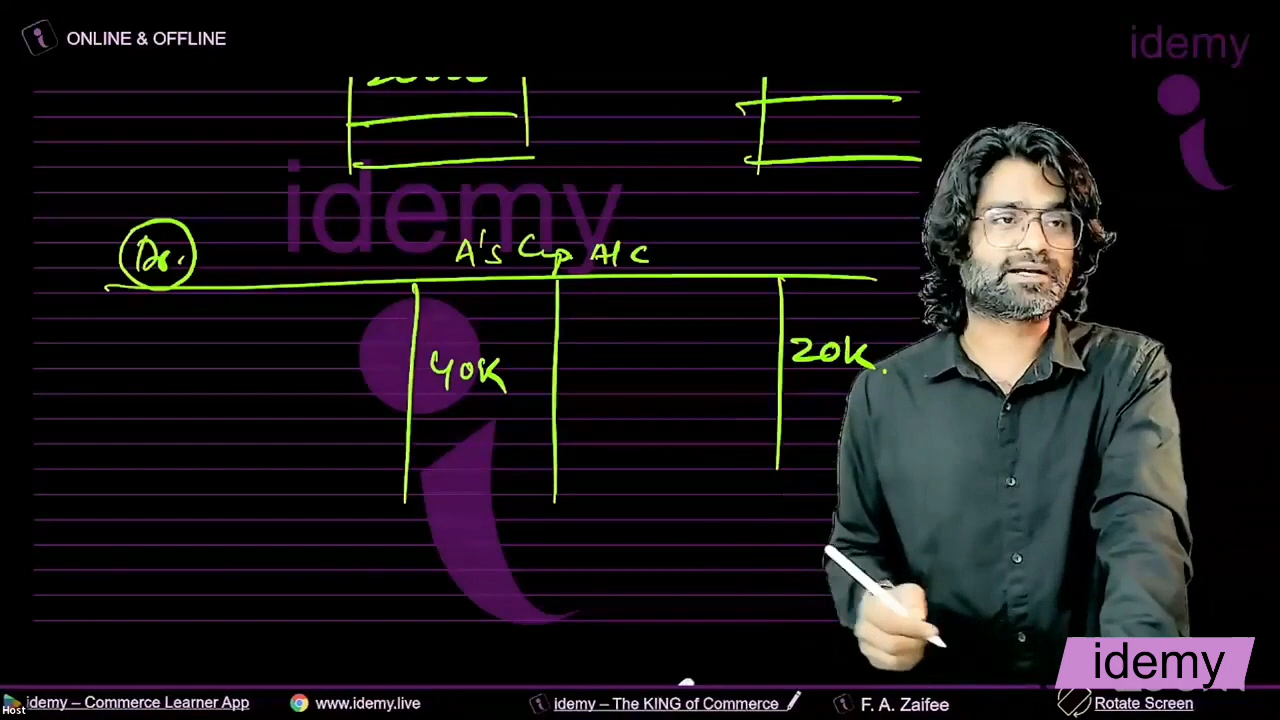 ONLINE & OFFLINE
idemy
idemy
Dr.
A's Cap A/C
40K
20K.
idemy
idemy – Commerce Learner App
www.idemy.live
idemy – The KING of Commerce
F. A. Zaifee
Rotate Screen
Host